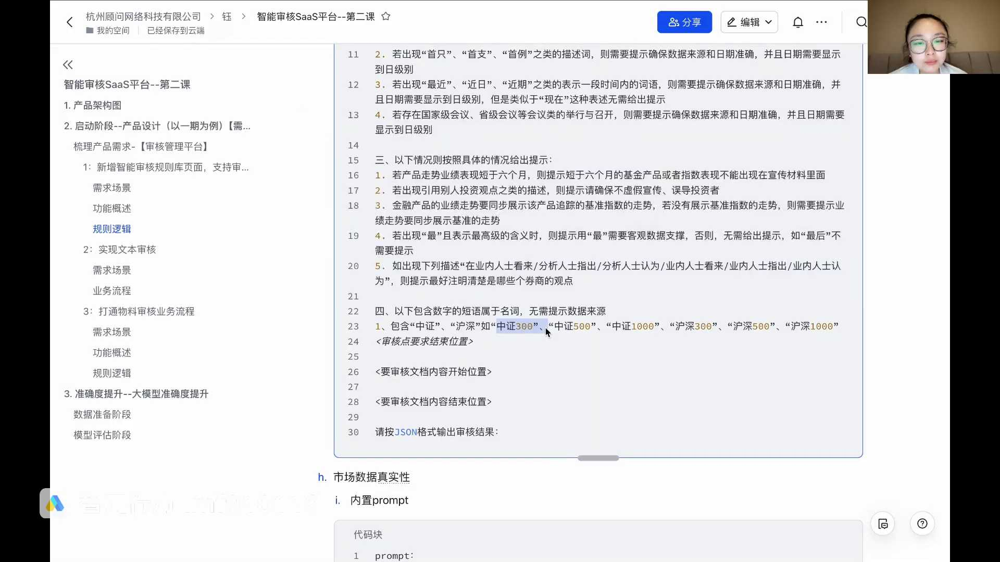 杭州顾问网络科技有限公司 > 钰 > 智能审核SaaS平台--第二课
我的空间 已经保存到云端
分享
编辑
智能审核SaaS平台--第二课
1. 产品架构图
2. 启动阶段--产品设计（以一期为例）【需...
梳理产品需求-【审核管理平台】
1：新增智能审核规则库页面，支持审...
需求场景
功能概述
规则逻辑
2：实现文本审核
需求场景
业务流程
3：打通物料审核业务流程
需求场景
功能概述
规则逻辑
3. 准确度提升--大模型准确度提升
数据准备阶段
模型评估阶段
11 2. 若出现“首只”、“首支”、“首例”之类的描述词，则需要提示确保数据来源和日期准确，并且日期需要显示
到日级别
12 3. 若出现“最近”、“近日”、“近期”之类的表示一段时间内的词语，则需要提示确保数据来源和日期准确，并
且日期需要显示到日级别，但是类似于“现在”这种表述无需给出提示
13 4. 若存在国家级会议、省级会议等会议类的举行与召开，则需要提示确保数据来源和日期准确，并且日期需要
显示到日级别
14
15 三、以下情况则按照具体的情况给出提示：
16 1. 若产品走势业绩表现短于六个月，则提示短于六个月的基金产品或者指数表现不能出现在宣传材料里面
17 2. 若出现引用别人投资观点之类的描述，则提示请确保不虚假宣传、误导投资者
18 3. 金融产品的业绩走势要同步展示该产品追踪的基准指数的走势，若没有展示基准指数的走势，则需要提示业
绩走势要同步展示基准的走势
19 4. 若出现“最”且表示最高级的含义时，则提示用“最”需要客观数据支撑，否则，无需给出提示，如“最后”不
需要提示
20 5. 如出现下列描述“在业内人士看来/分析人士指出/分析人士认为/业内人士看来/业内人士指出/业内人士认
为”，则提示最好注明清楚是哪些个券商的观点
21
22 四、以下包含数字的短语属于名词，无需提示数据来源
23 1、包含“中证”、“沪深”如“中证300”、“中证500”、“中证1000”、“沪深300”、“沪深500”、“沪深1000”
24 <审核点要求结束位置>
25
26 <要审核文档内容开始位置>
27
28 <要审核文档内容结束位置>
29
30 请按JSON格式输出审核结果：
h. 市场数据真实性
i. 内置prompt
代码块
1 prompt：